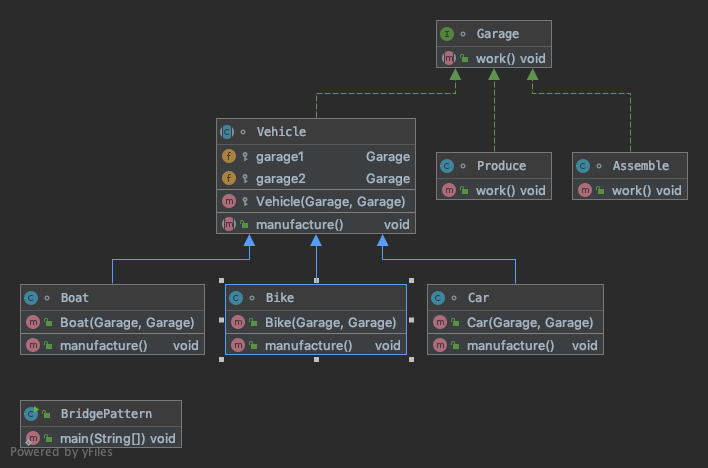 Garage
work() void
Vehicle
garage1 Garage
garage2 Garage
Vehicle(Garage, Garage)
manufacture() void
Produce
work() void
Assemble
work() void
Boat
Boat(Garage, Garage)
manufacture() void
Bike
Bike(Garage, Garage)
manufacture() void
Car
Car(Garage, Garage)
manufacture() void
BridgePattern
main(String[]) void
Powered by yFiles